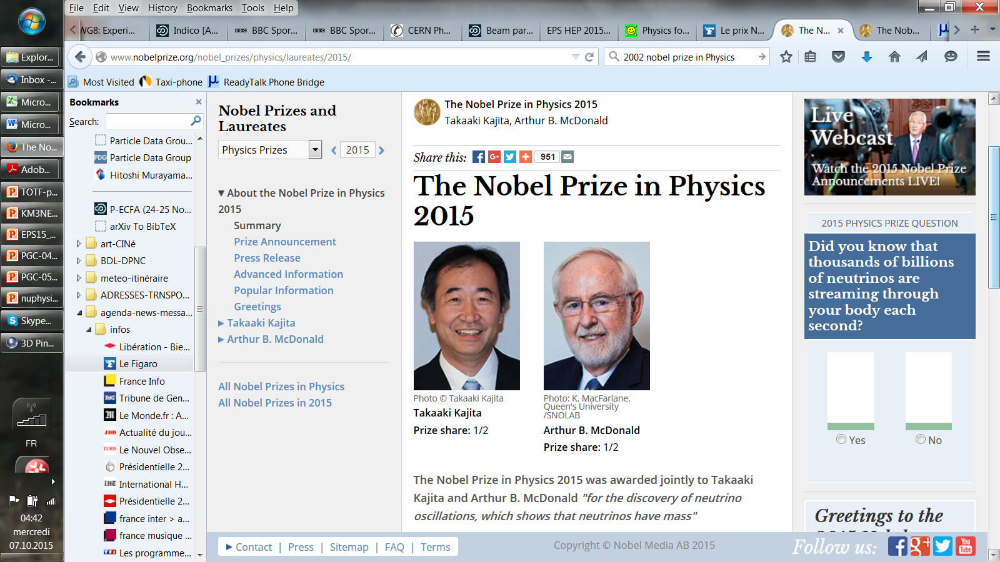 File Edit View History Bookmarks Tools Help
WG8: Experi...
Indico [A...
BBC Spor...
BBC Spor...
CERN Ph...
Beam par...
EPS HEP 2015...
Physics fo...
Le prix N...
The N...
The Nob...
www.nobelprize.org/nobel_prizes/physics/laureates/2015/
2002 nobel prize in Physics
Most Visited Taxi-phone ReadyTalk Phone Bridge
Explor...
Inbox -...
Micro...
Micro...
The No...
Adob...
TOTF-p...
KM3NE...
EPS15_...
PGC-04...
PGC-05...
nuphysi...
Skype...
3D Pin...
FR
04:42
mercredi
07.10.2015
Bookmarks
Search:
Particle Data Grou...
Particle Data Group
Hitoshi Murayama...
P-ECFA (24-25 No...
arXiv To BibTeX
art-CINé
BDL-DPNC
meteo-itinéraire
ADRESSES-TRNSPO...
agenda-news-messa...
infos
Libération - Bie...
Le Figaro
France Info
Tribune de Gen...
Le Monde.fr : A...
Actualité du jou...
Le Nouvel Obse...
Présidentielle 2...
International H...
Présidentielle 2...
france inter > a...
france musique ...
Les programme...
Nobel Prizes and
Laureates
Physics Prizes
2015
About the Nobel Prize in Physics
2015
Summary
Prize Announcement
Press Release
Advanced Information
Popular Information
Greetings
Takaaki Kajita
Arthur B. McDonald
All Nobel Prizes in Physics
All Nobel Prizes in 2015
The Nobel Prize in Physics 2015
Takaaki Kajita, Arthur B. McDonald
Share this: 951
The Nobel Prize in Physics
2015
Photo © Takaaki Kajita
Takaaki Kajita
Prize share: 1/2
Photo: K. MacFarlane.
Queen's University
/SNOLAB
Arthur B. McDonald
Prize share: 1/2
The Nobel Prize in Physics 2015 was awarded jointly to Takaaki
Kajita and Arthur B. McDonald "for the discovery of neutrino
oscillations, which shows that neutrinos have mass"
Live
Webcast
Watch the 2015 Nobel Prize
Announcements LIVE!
2015 PHYSICS PRIZE QUESTION
Did you know that
thousands of billions
of neutrinos are
streaming through
your body each
second?
Yes No
Greetings to the
Contact | Press | Sitemap | FAQ | Terms
Copyright © Nobel Media AB 2015
Follow us:
You
Tube